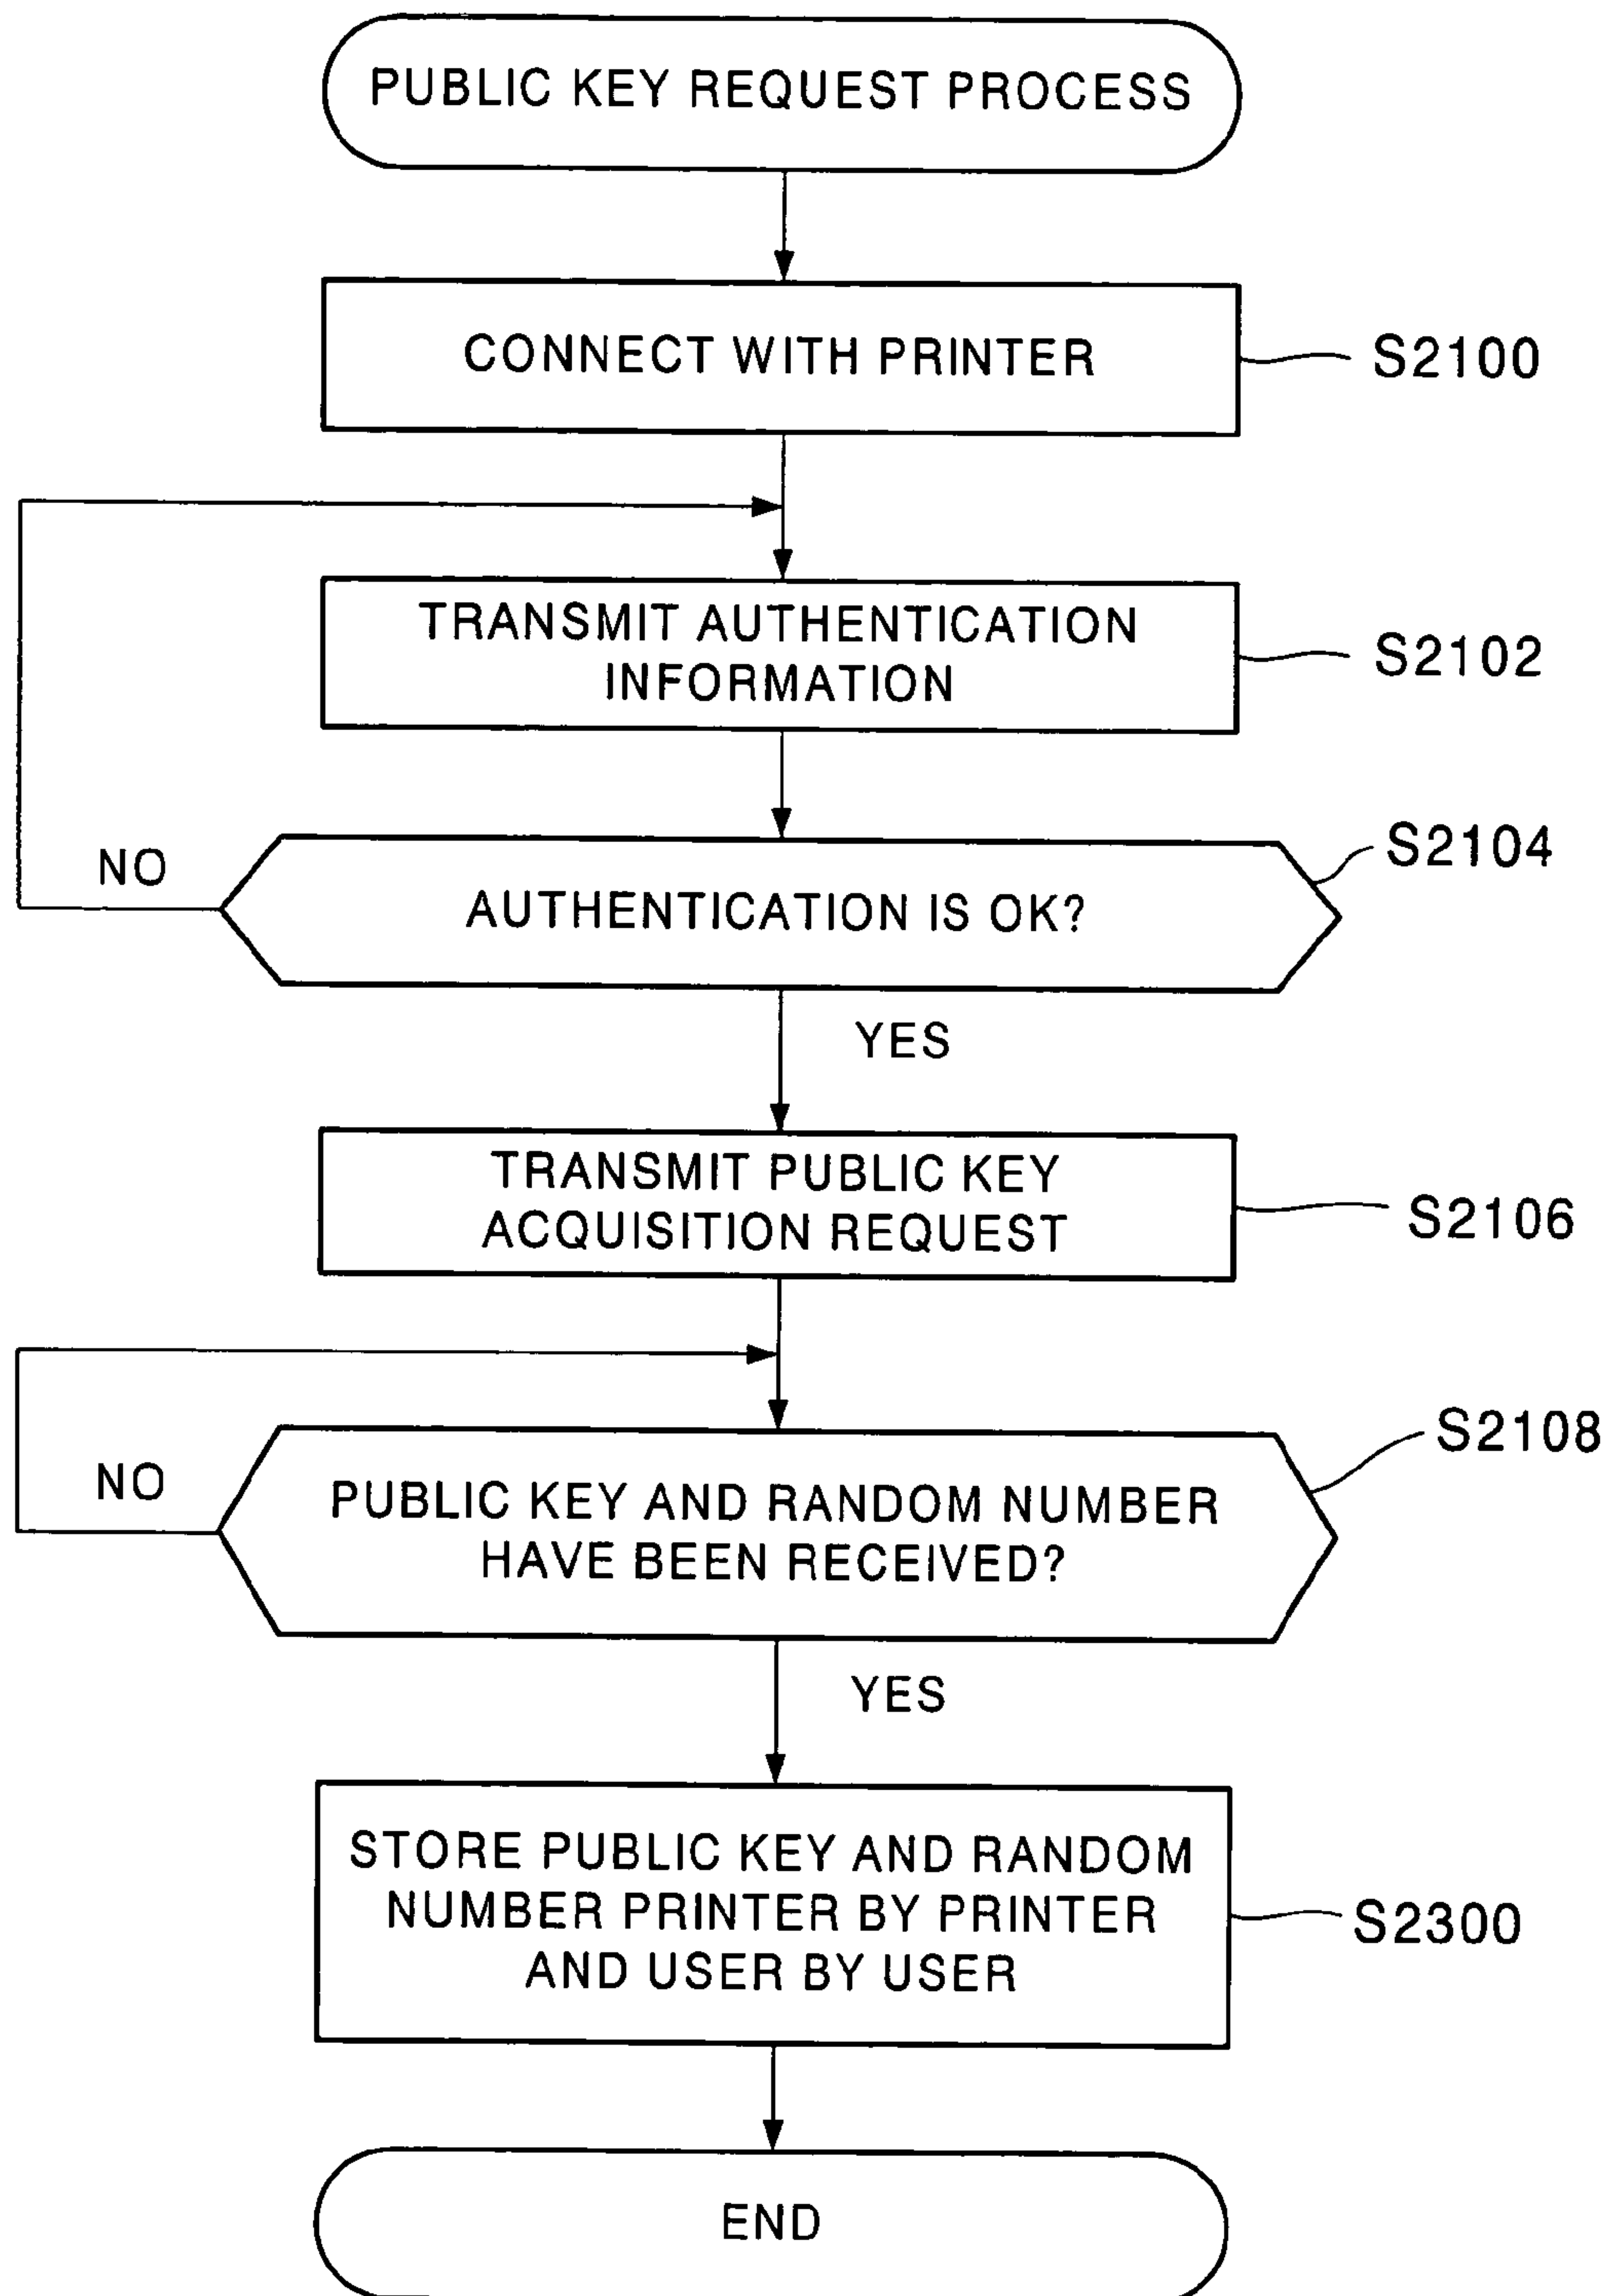 PUBLIC KEY REQUEST PROCESS
CONNECT WITH PRINTER
S2100
TRANSMIT AUTHENTICATION
INFORMATION
S2102
S2104
NO
AUTHENTICATION IS OK?
YES
TRANSMIT PUBLIC KEY
ACQUISITION REQUEST
S2106
S2108
NO
PUBLIC KEY AND RANDOM NUMBER
HAVE BEEN RECEIVED?
YES
STORE PUBLIC KEY AND RANDOM
NUMBER PRINTER BY PRINTER
AND USER BY USER
S2300
END